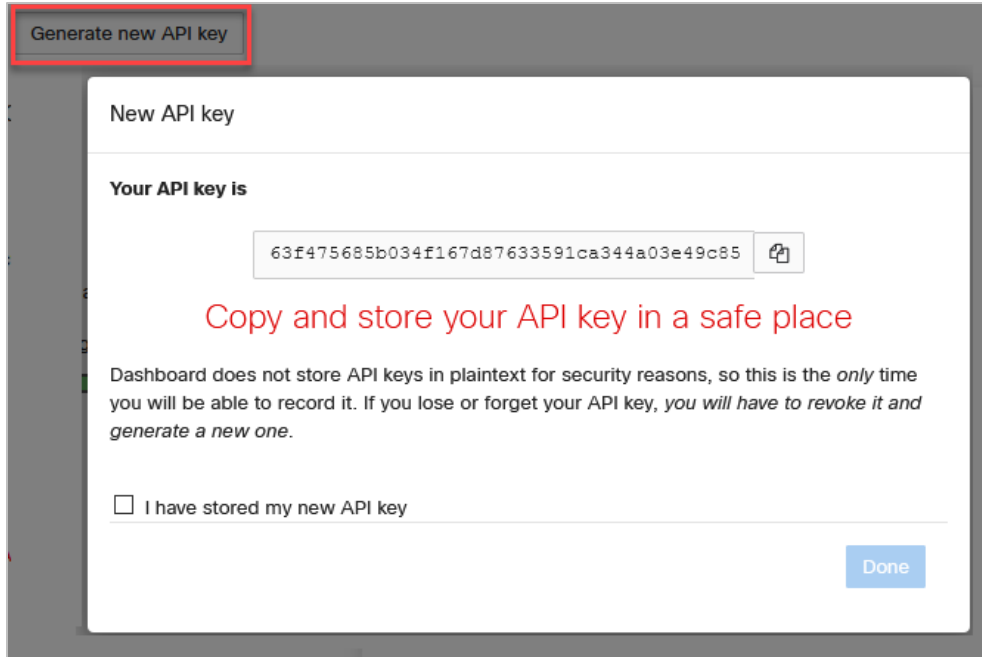 Generate new API key
New API key
Your API key is
63f475685b034f167d87633591ca344a03e49c85
Copy and store your API key in a safe place
Dashboard does not store API keys in plaintext for security reasons, so this is the only time
you will be able to record it. If you lose or forget your API key, you will have to revoke it and
generate a new one.
I have stored my new API key
Done